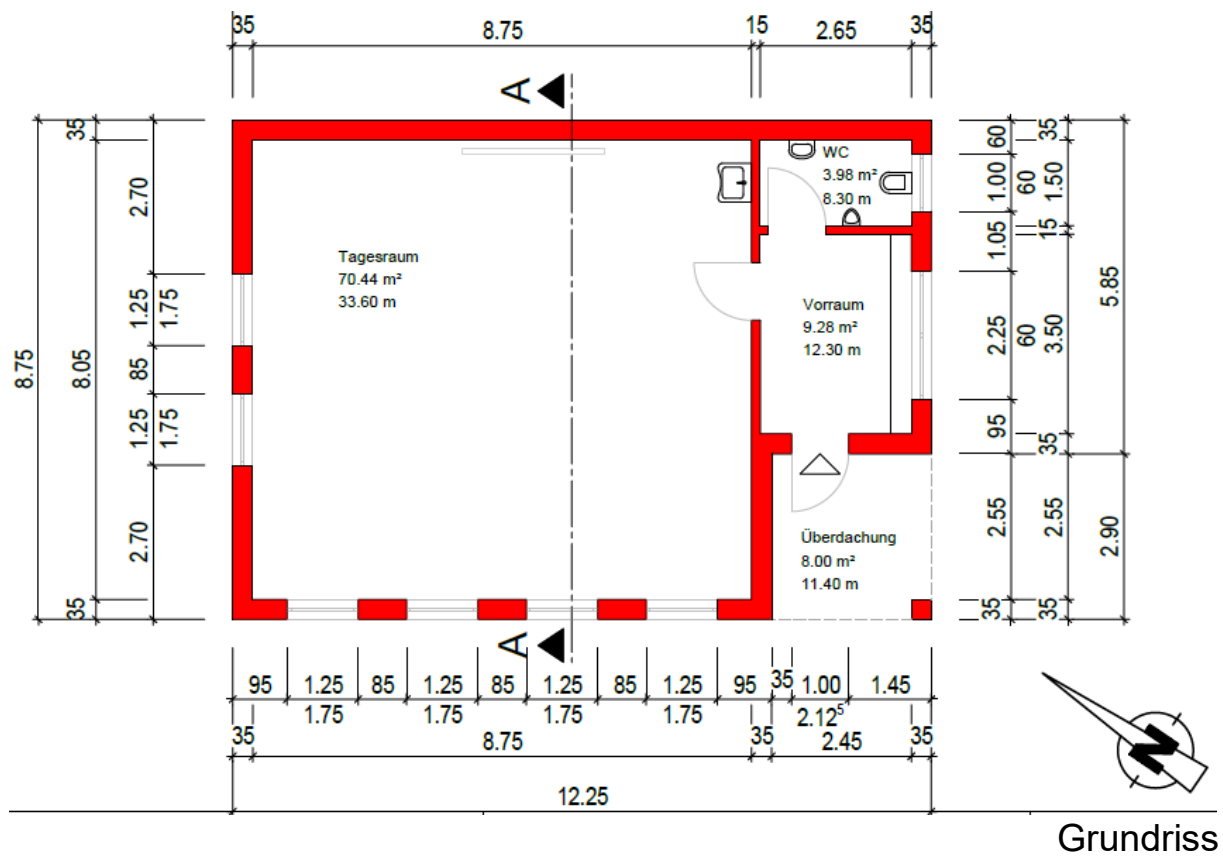 35 8.75 15 2.65 35
A
35
60 35
WC
3.98 m²
8.30 m
1.00 60 1.50
2.70
15
1.05
Tagesraum
70.44 m²
33.60 m
5.85
1.25 1.75
Vorraum
9.28 m²
12.30 m
2.25 60 3.50
8.75 8.05
85
1.25 1.75
95 35
2.70
Überdachung
8.00 m²
11.40 m
2.55 2.55 2.90
35
35 35
A
95 1.25 85 1.25 85 1.25 85 1.25 95 35 1.00 1.45
1.75 1.75 1.75 1.75 2.12⁵
35 8.75 35 2.45 35
N
12.25
Grundriss